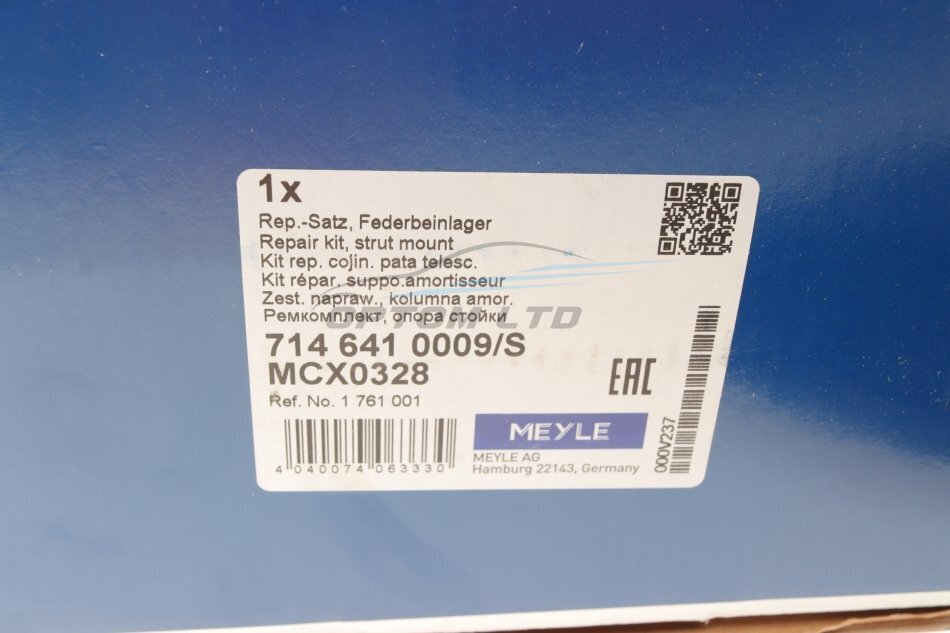 1x
Rep.-Satz, Federbeinlager
Repair kit, strut mount
Kit rep. cojin. pata telesc.
Kit répar. suppo.amortisseur
Zest. napraw., kolumna amor.
Ремкомплект, опора стойки
OPTOM LTD
714 641 0009/S
MCX0328
EAC
Ref. No. 1 761 001
MEYLE
4 040074 063330
MEYLE AG
Hamburg 22143, Germany
000V237